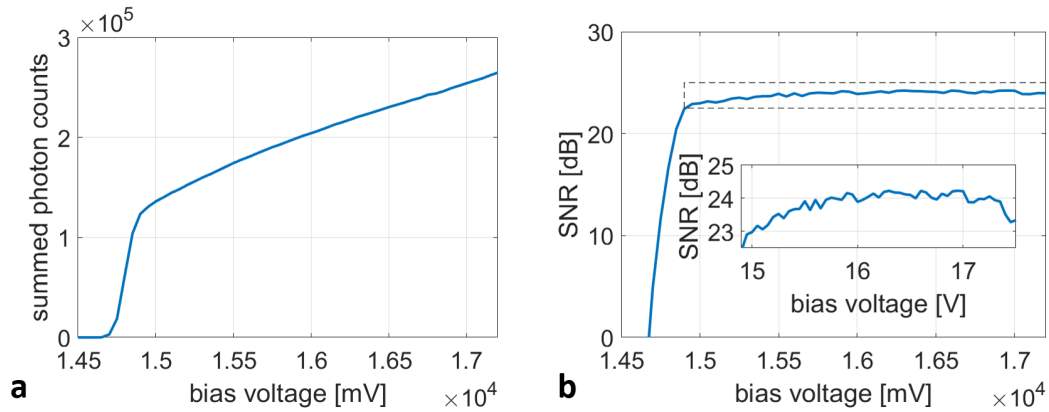 ×10⁵
3
2
1
0
summed photon counts
1.45 1.5 1.55 1.6 1.65 1.7
bias voltage [mV]
×10⁴
a
30
20
10
0
SNR [dB]
25
24
23
SNR [dB]
15 16 17
bias voltage [V]
1.45 1.5 1.55 1.6 1.65 1.7
bias voltage [mV]
×10⁴
b